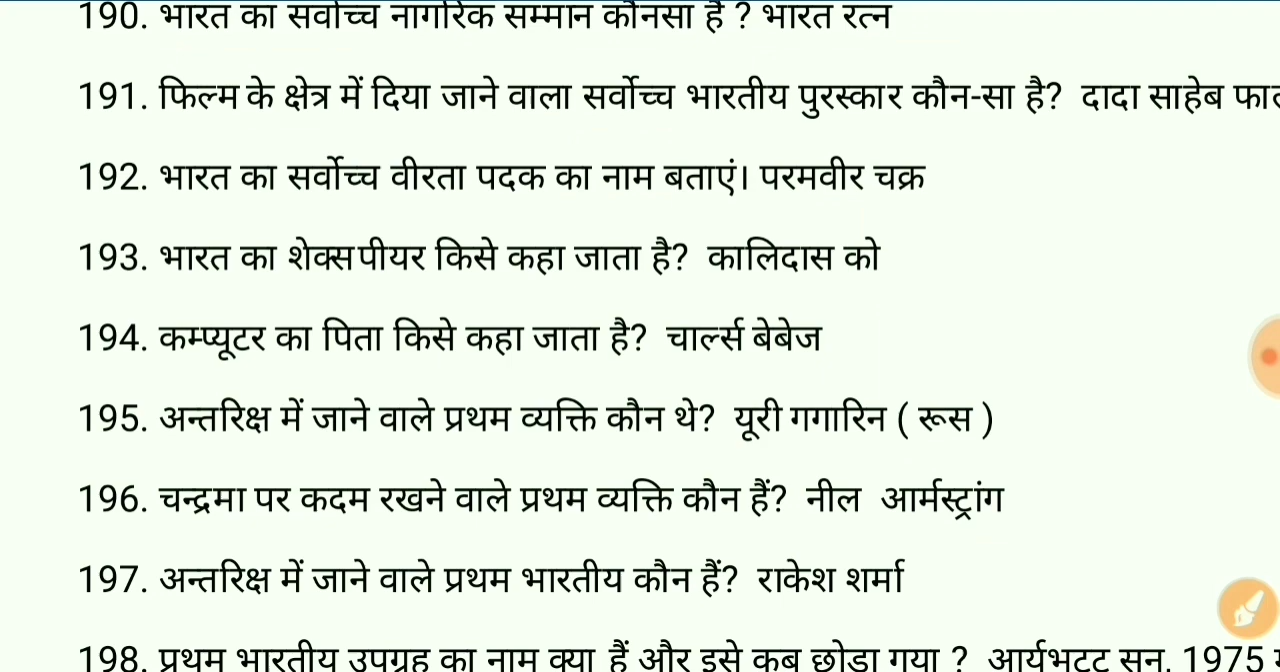 190. भारत का सर्वोच्च नागरिक सम्मान कौनसा है ? भारत रत्न
191. फिल्म के क्षेत्र में दिया जाने वाला सर्वोच्च भारतीय पुरस्कार कौन-सा है? दादा साहेब
192. भारत का सर्वोच्च वीरता पदक का नाम बताएं। परमवीर चक्र
193. भारत का शेक्सपीयर किसे कहा जाता है? कालिदास को
194. कम्प्यूटर का पिता किसे कहा जाता है? चार्ल्स बेबेज
195. अन्तरिक्ष में जाने वाले प्रथम व्यक्ति कौन थे? यूरी गगारिन ( रूस )
196. चन्द्रमा पर कदम रखने वाले प्रथम व्यक्ति कौन हैं? नील आर्मस्ट्रांग
197. अन्तरिक्ष में जाने वाले प्रथम भारतीय कौन हैं? राकेश शर्मा
198. प्रथम भारतीय उपग्रह का नाम क्या हैं और इसे कब छोडा गया ? आर्यभटट सन. 1975